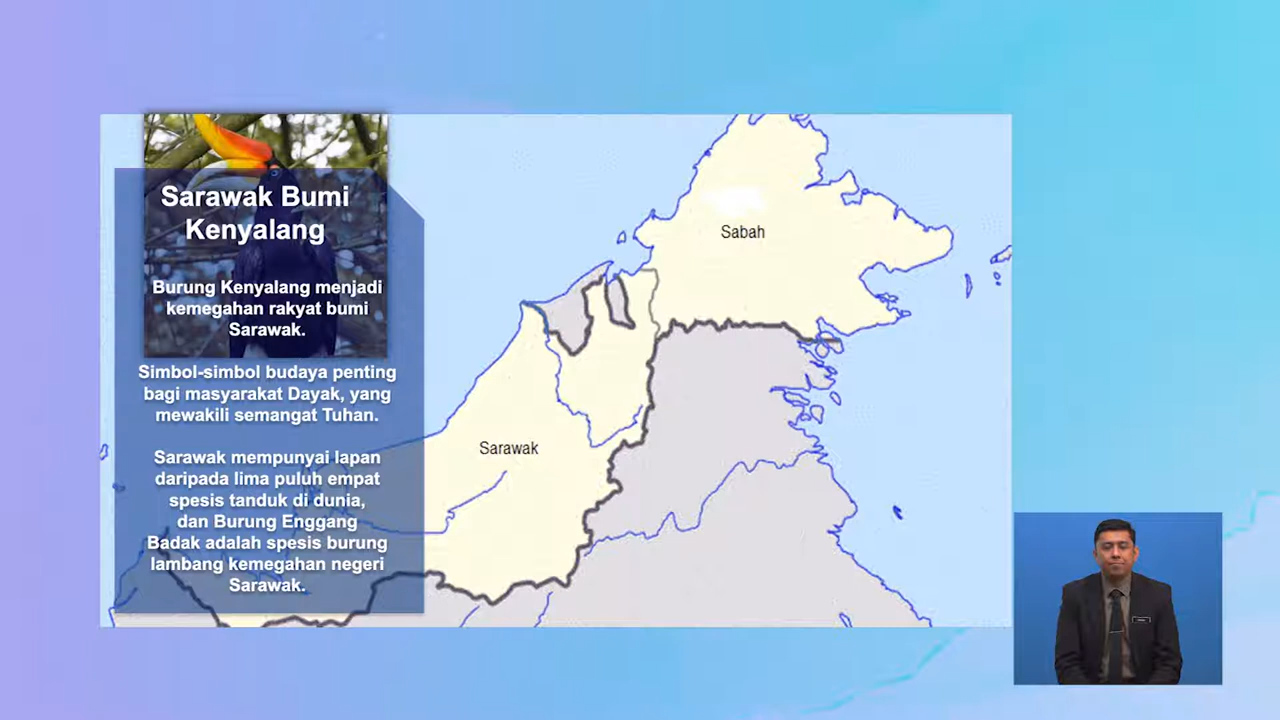 Sarawak Bumi
Kenyalang
Burung Kenyalang menjadi
kemegahan rakyat bumi
Sarawak.
Simbol-simbol budaya penting
bagi masyarakat Dayak, yang
mewakili semangat Tuhan.
Sarawak mempunyai lapan
daripada lima puluh empat
spesis tanduk di dunia,
dan Burung Enggang
Badak adalah spesis burung
lambang kemegahan negeri
Sarawak.
Sabah
Sarawak